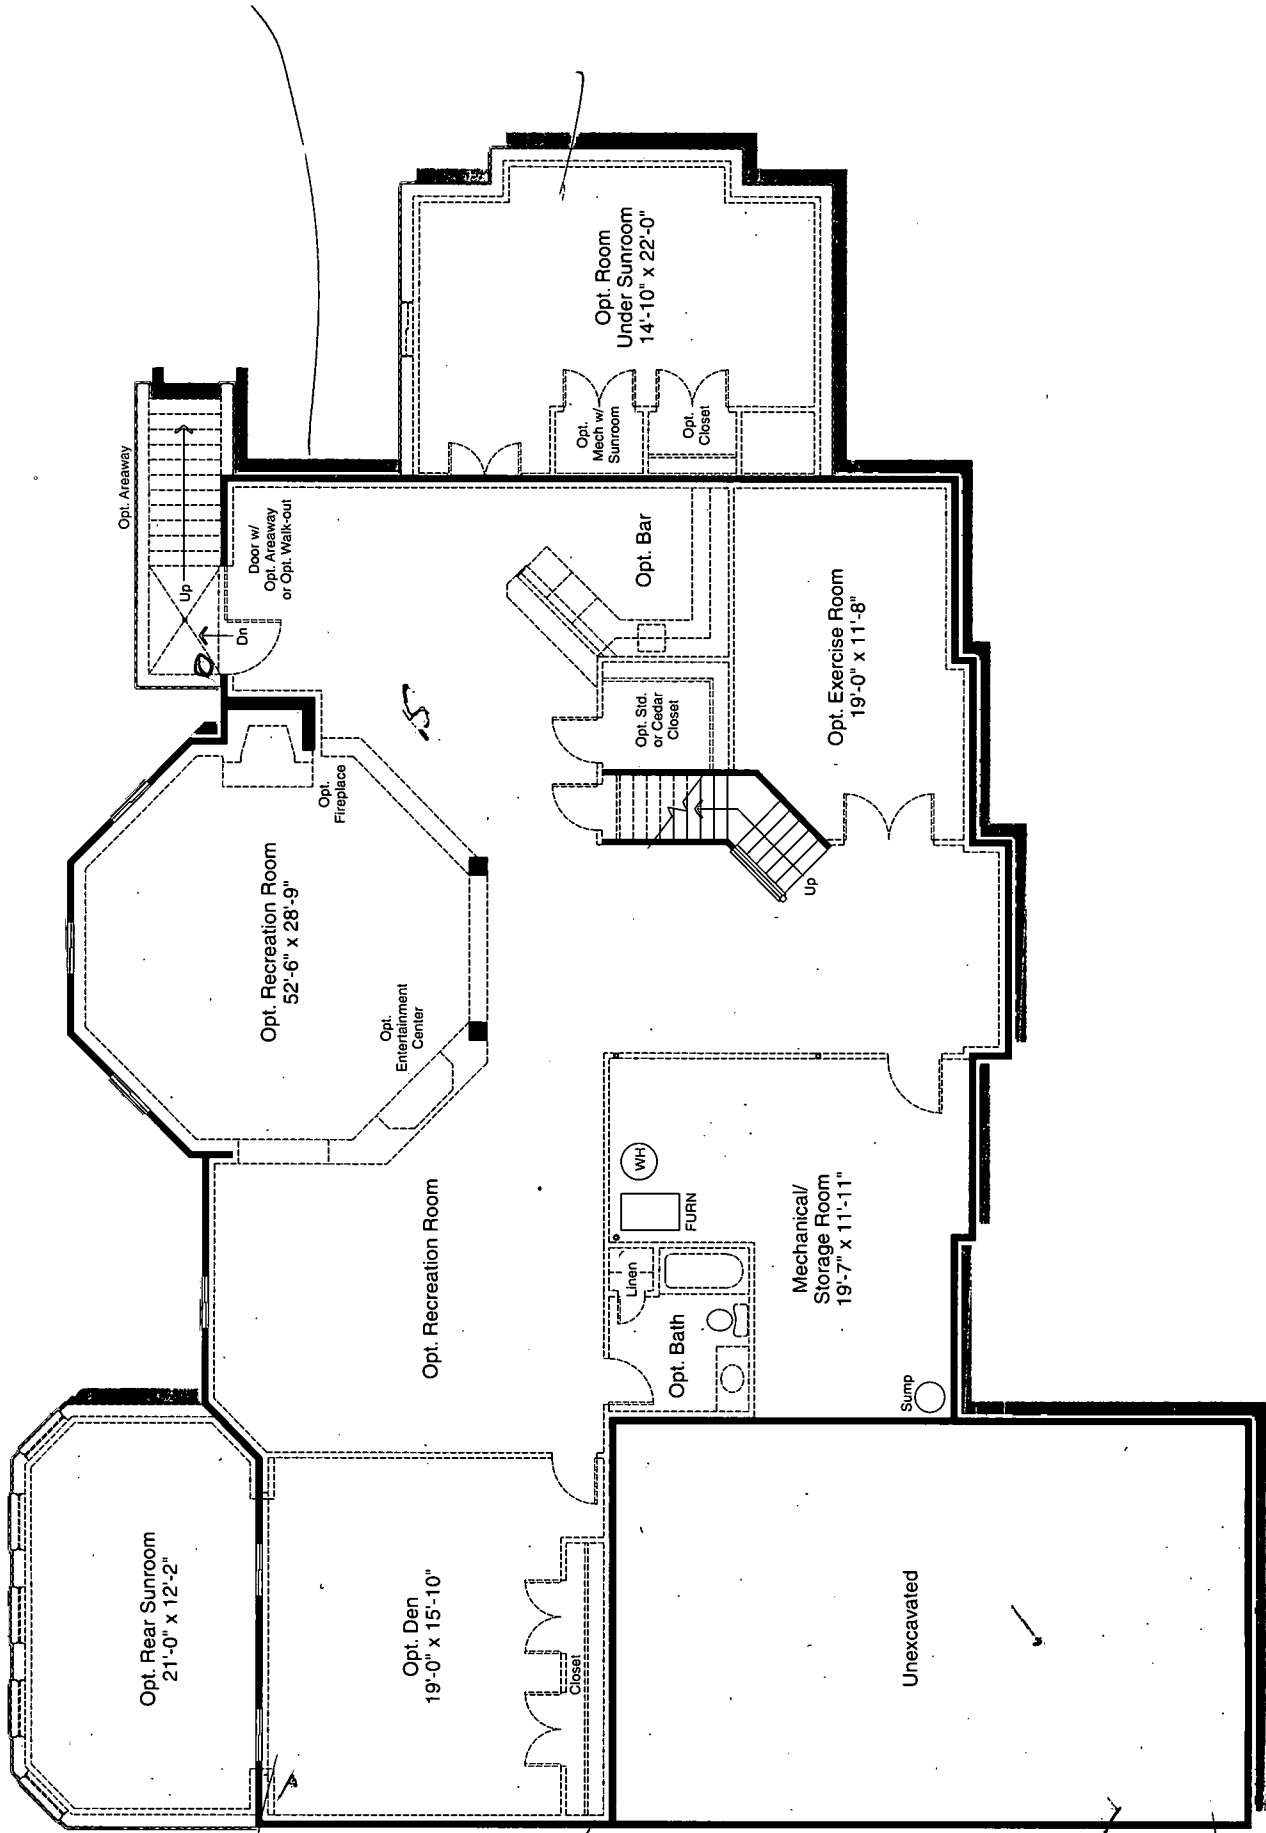 Opt. Areaway
Up
Dn
Door w/
Opt. Areaway
or Opt. Walk-out
Opt. Room
Under Sunroom
14'-10" x 22'-0"
Opt.
Mech w/
Sunroom
Opt.
Closet
Opt. Bar
Opt. Std.
or Cedar
Closet
Opt. Exercise Room
19'-0" x 11'-8"
Up
Opt.
Fireplace
Opt. Recreation Room
52'-6" x 28'-9"
Opt.
Entertainment
Center
Opt. Recreation Room
WH
FURN
Linen
Opt. Bath
Mechanical/
Storage Room
19'-7" x 11'-11"
Sump
Opt. Rear Sunroom
21'-0" x 12'-2"
Opt. Den
19'-0" x 15'-10"
Closet
Unexcavated